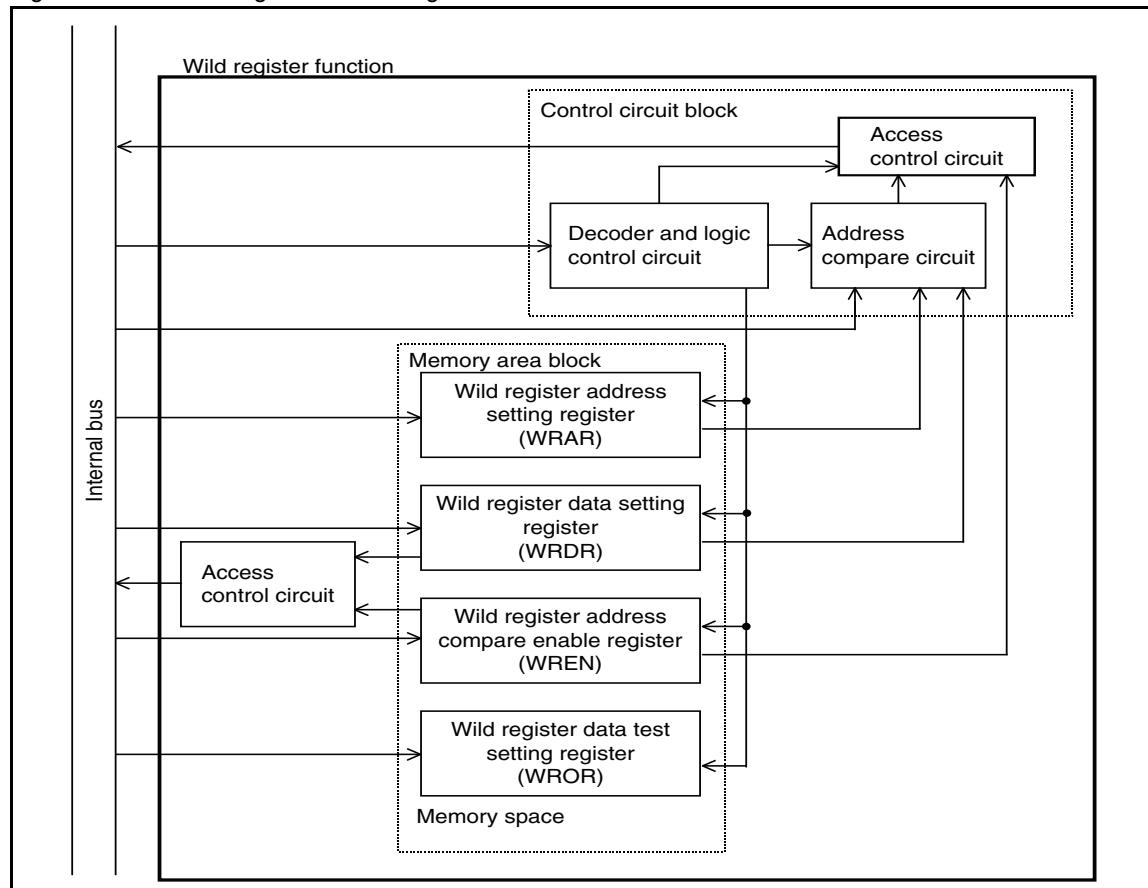 Wild register function
Control circuit block
Access
control circuit
Decoder and logic
control circuit
Address
compare circuit
Memory area block
Wild register address
setting register
(WRAR)
Internal bus
Wild register data setting
register
(WRDR)
Access
control circuit
Wild register address
compare enable register
(WREN)
Wild register data test
setting register
(WROR)
Memory space